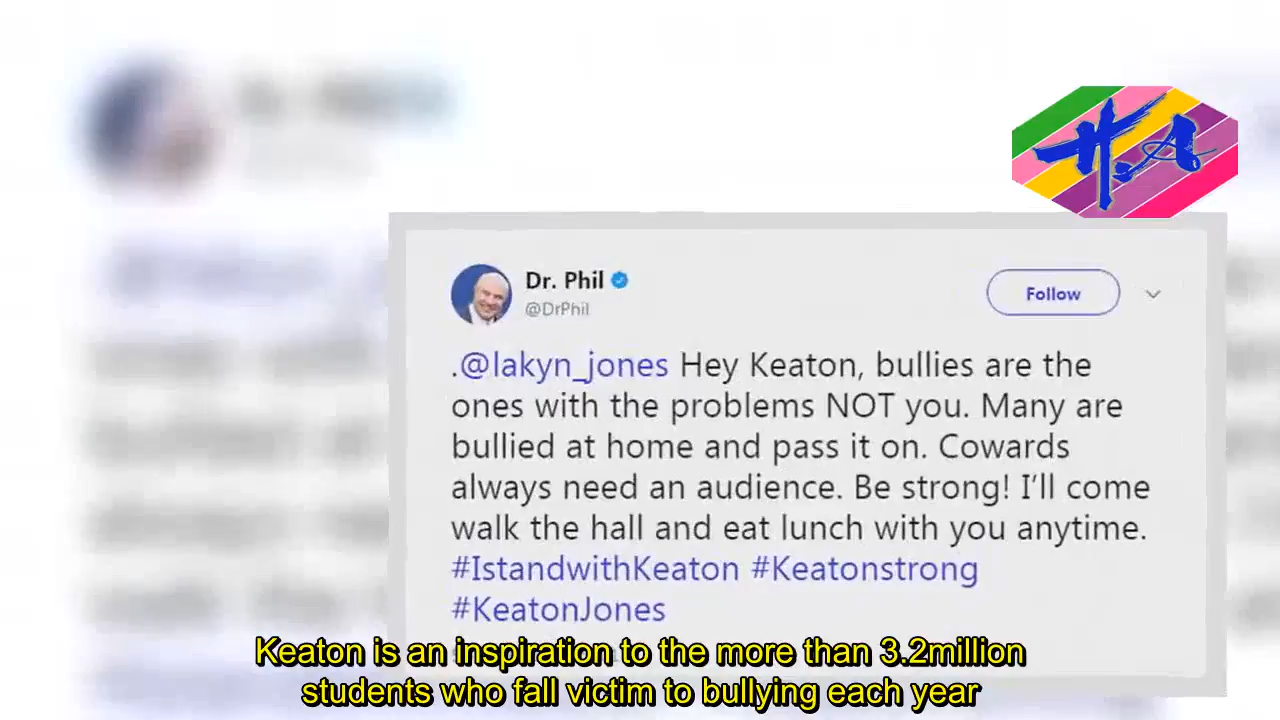 H.A
Dr. Phil
@DrPhil
Follow
.@lakyn_jones Hey Keaton, bullies are the
ones with the problems NOT you. Many are
bullied at home and pass it on. Cowards
always need an audience. Be strong! I'll come
walk the hall and eat lunch with you anytime.
#IstandwithKeaton #Keatonstrong
#KeatonJones
Keaton is an inspiration to the more than 3.2million
students who fall victim to bullying each year